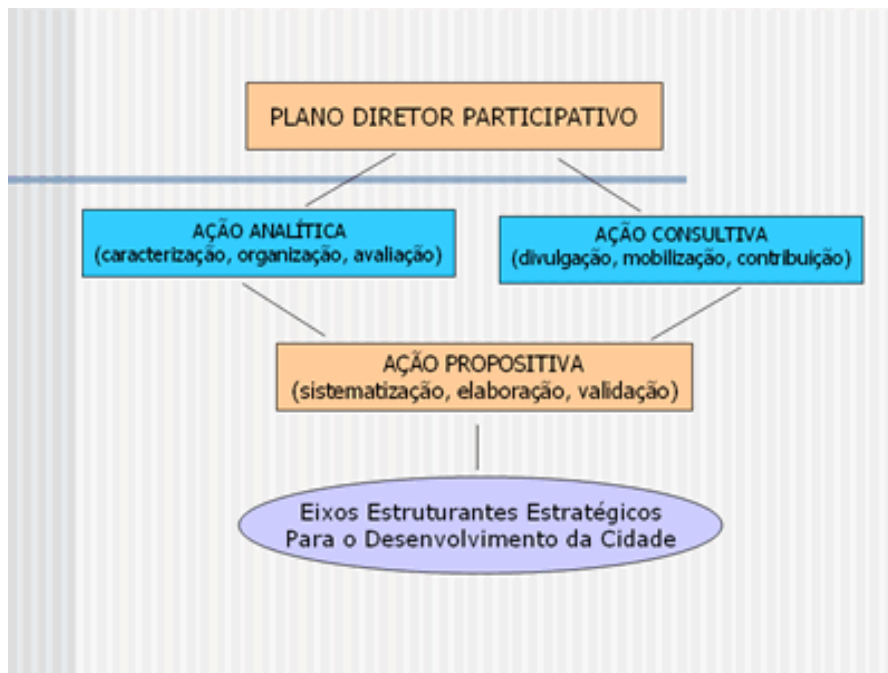 PLANO DIRETOR PARTICIPATIVO
AÇÃO ANALÍTICA
(caracterização, organização, avaliação)
AÇÃO CONSULTIVA
(divulgação, mobilização, contribuição)
AÇÃO PROPOSITIVA
(sistematização, elaboração, validação)
Eixos Estruturantes Estratégicos
Para o Desenvolvimento da Cidade